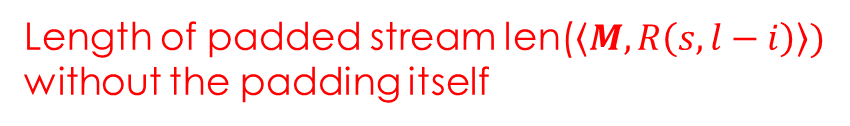 Length of padded stream len(⟨M, R(s, l − i)⟩)
without the padding itself